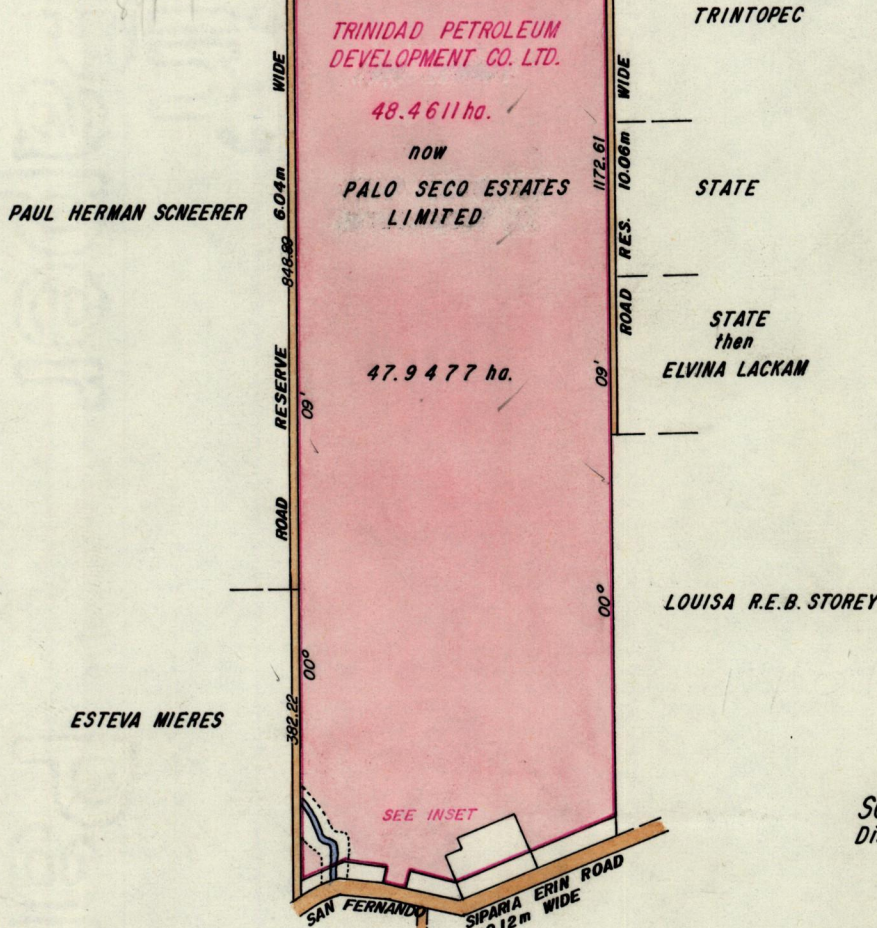 TRINTOPEC
TRINIDAD PETROLEUM
DEVELOPMENT CO. LTD.
48.4611 ha.
now
PALO SECO ESTATES
LIMITED
47.9477 ha.
PAUL HERMAN SCNEERER
ROAD RESERVE 6.04m WIDE
848.99
09'
00°
382.22
ESTEVA MIERES
1172.61
09'
00°
ROAD RES. 10.06m WIDE
STATE
STATE
then
ELVINA LACKAM
LOUISA R.E.B. STOREY
SEE INSET
SAN FERNANDO
SIPARIA ERIN ROAD
12m WIDE